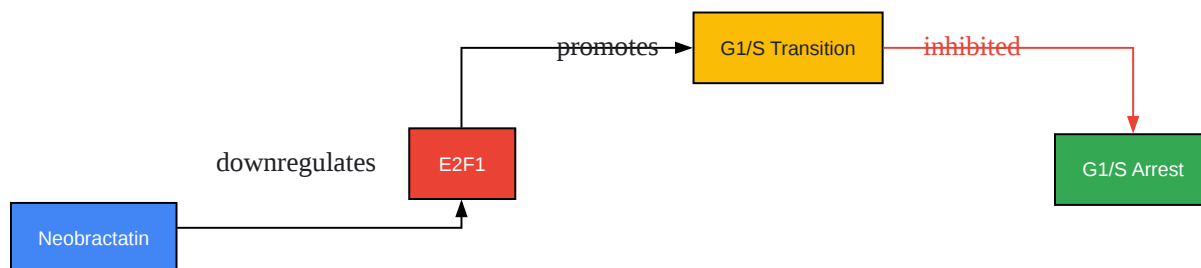 promotes
G1/S Transition
inhibited
downregulates
E2F1
G1/S Arrest
Neobractatin